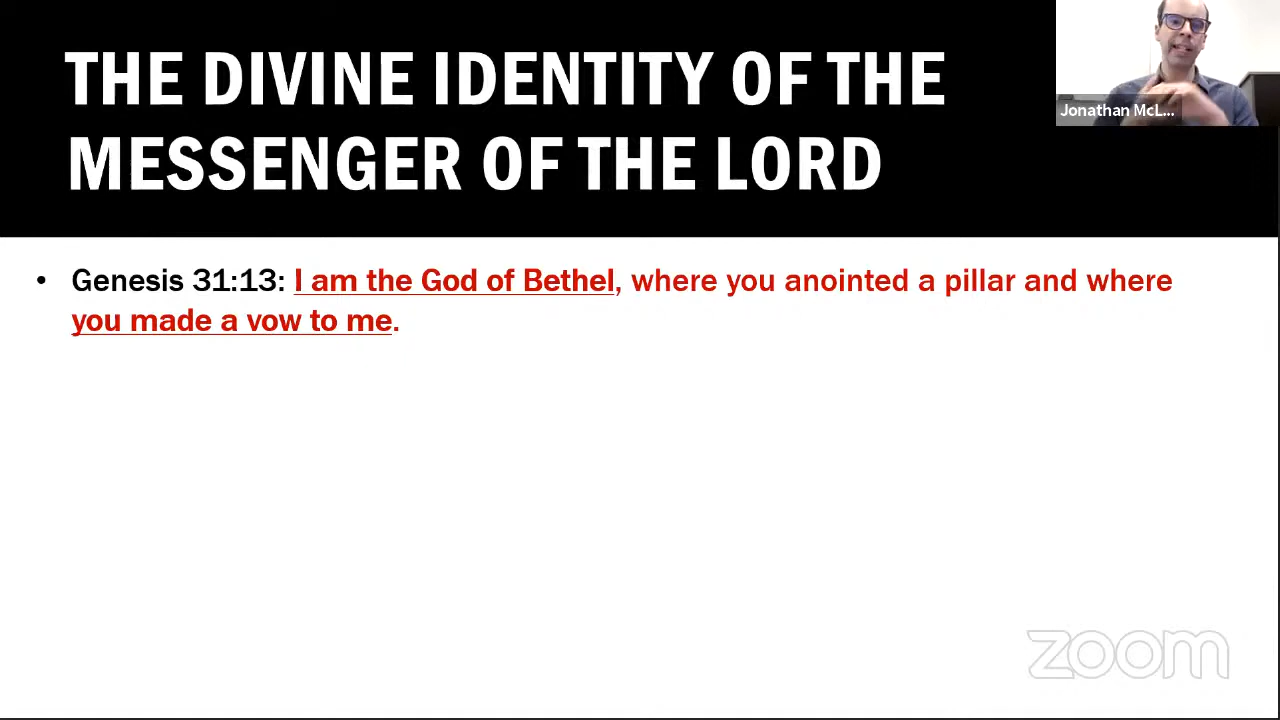 THE DIVINE IDENTITY OF THE
MESSENGER OF THE LORD
Jonathan McL...
• Genesis 31:13: I am the God of Bethel, where you anointed a pillar and where
you made a vow to me.
zoom